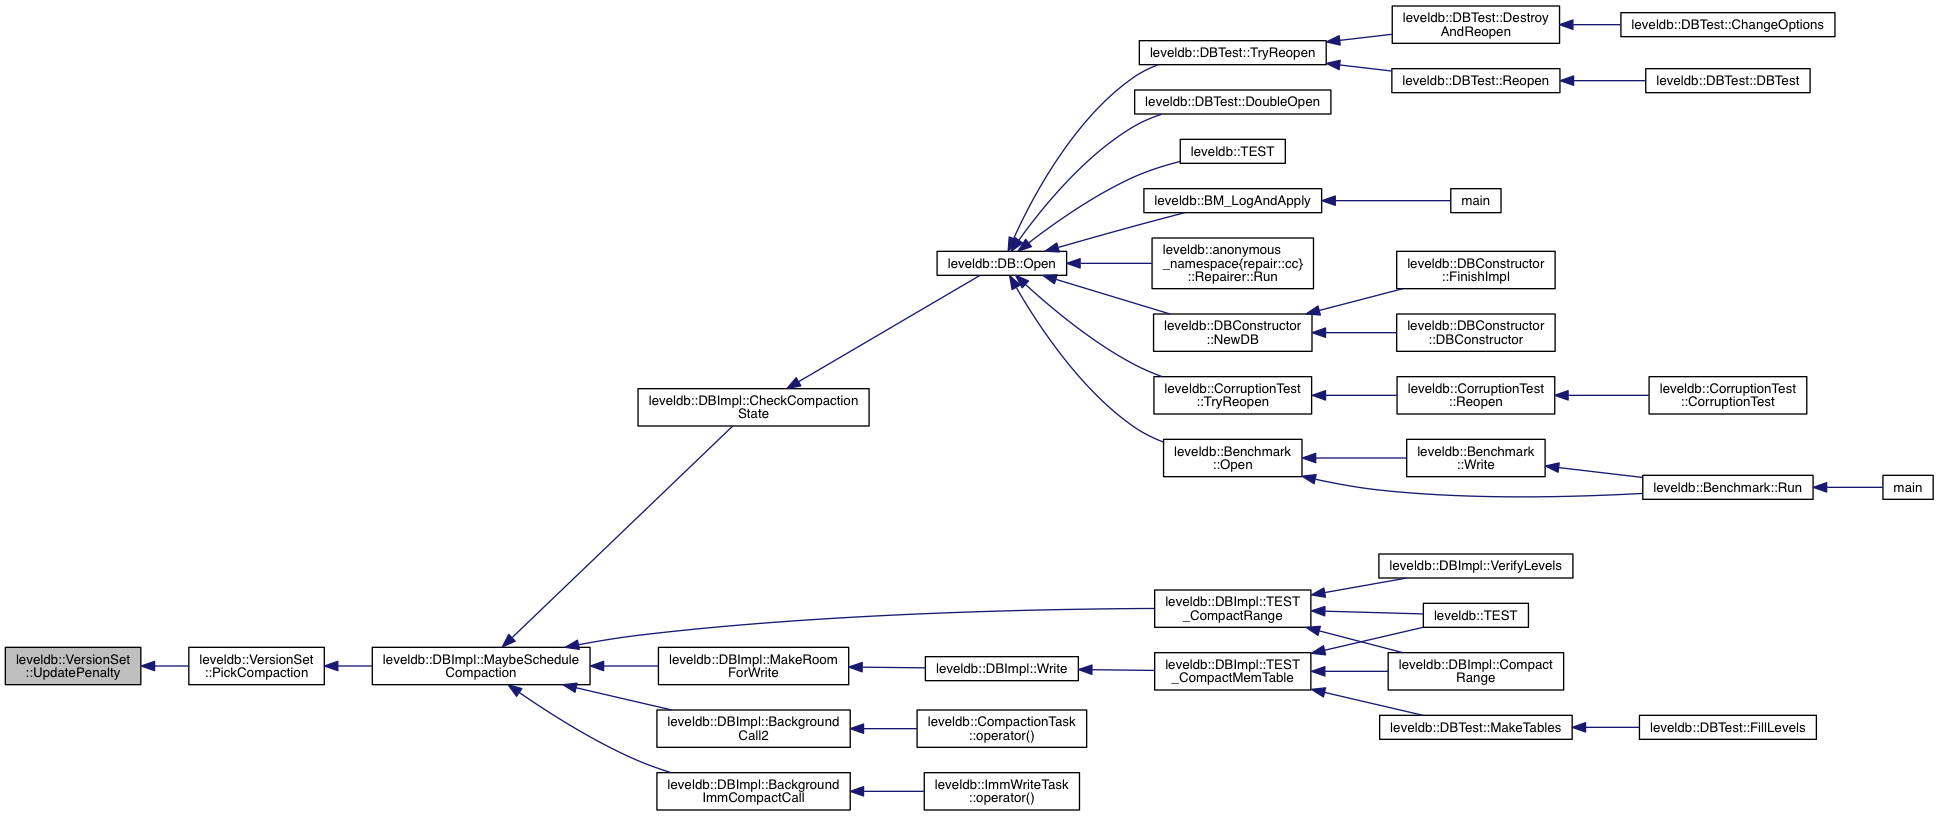 leveldb::DBTest::Destroy
AndReopen
leveldb::DBTest::ChangeOptions
leveldb::DBTest::TryReopen
leveldb::DBTest::Reopen
leveldb::DBTest::DBTest
leveldb::DBTest::DoubleOpen
leveldb::TEST
leveldb::BM_LogAndApply
main
leveldb::DB::Open
leveldb::anonymous
_namespace{repair::cc}
::Repairer::Run
leveldb::DBConstructor
::FinishImpl
leveldb::DBConstructor
::NewDB
leveldb::DBConstructor
::DBConstructor
leveldb::DBImpl::CheckCompaction
State
leveldb::CorruptionTest
::TryReopen
leveldb::CorruptionTest
::Reopen
leveldb::CorruptionTest
::CorruptionTest
leveldb::Benchmark
::Open
leveldb::Benchmark
::Write
leveldb::Benchmark::Run
main
leveldb::DBImpl::VerifyLevels
leveldb::DBImpl::TEST
_CompactRange
leveldb::TEST
leveldb::VersionSet
::UpdatePenalty
leveldb::VersionSet
::PickCompaction
leveldb::DBImpl::MaybeSchedule
Compaction
leveldb::DBImpl::MakeRoom
ForWrite
leveldb::DBImpl::Write
leveldb::DBImpl::TEST
_CompactMemTable
leveldb::DBImpl::Compact
Range
leveldb::DBImpl::Background
Call2
leveldb::CompactionTask
::operator()
leveldb::DBTest::MakeTables
leveldb::DBTest::FillLevels
leveldb::DBImpl::Background
ImmCompactCall
leveldb::ImmWriteTask
::operator()